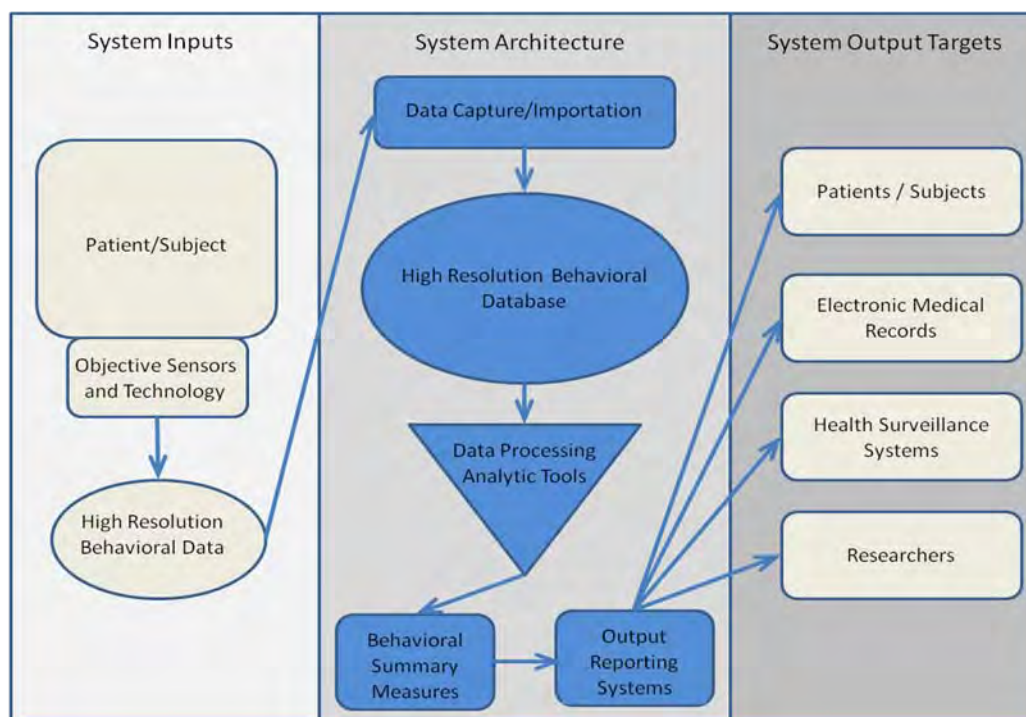 System Inputs
Patient/Subject
Objective Sensors
and Technology
High Resolution
Behavioral Data
System Architecture
Data Capture/Importation
High Resolution Behavioral
Database
Data Processing
Analytic Tools
Behavioral
Summary
Measures
Output
Reporting
Systems
System Output Targets
Patients / Subjects
Electronic Medical
Records
Health Surveillance
Systems
Researchers